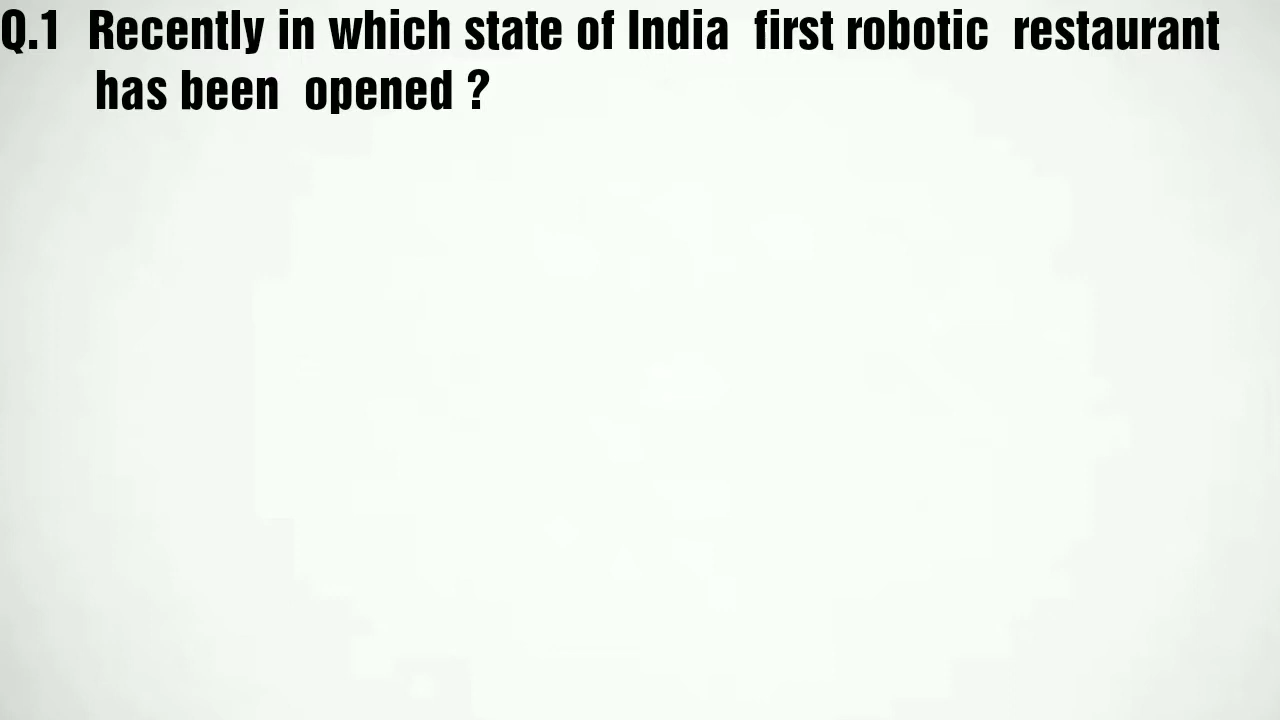 Q.1 Recently in which state of India first robotic restaurant
has been opened ?